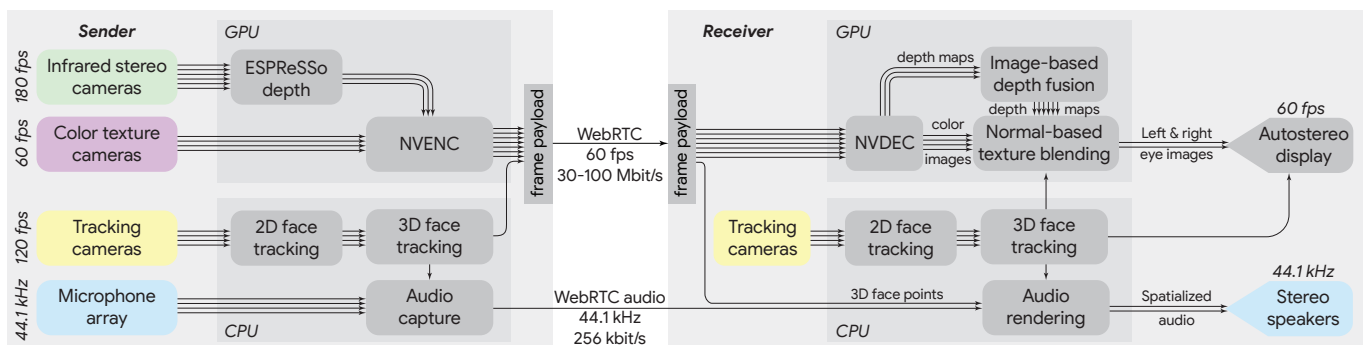 Sender
GPU
180 fps
Infrared stereo
cameras
ESPReSSo
depth
60 fps
Color texture
cameras
NVENC
frame payload
WebRTC
60 fps
30-100 Mbit/s
120 fps
Tracking
cameras
2D face
tracking
3D face
tracking
44.1 kHz
Microphone
array
Audio
capture
CPU
WebRTC audio
44.1 kHz
256 kbit/s
Receiver
GPU
frame payload
NVDEC
depth maps
Image-based
depth fusion
depth maps
color
images
Normal-based
texture blending
Left & right
eye images
60 fps
Autostereo
display
Tracking
cameras
2D face
tracking
3D face
tracking
3D face points
Audio
rendering
CPU
Spatialized
audio
44.1 kHz
Stereo
speakers